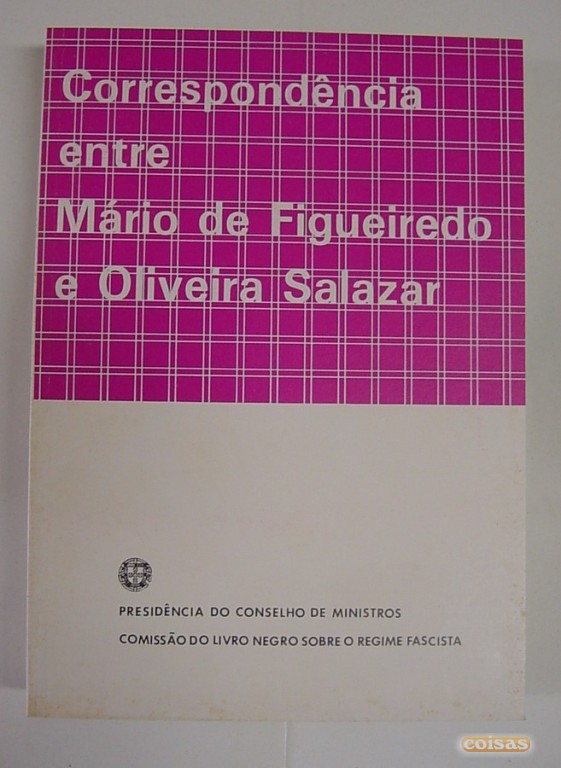 Correspondência
entre
Mário de Figueiredo
e Oliveira Salazar
PRESIDÊNCIA DO CONSELHO DE MINISTROS
COMISSÃO DO LIVRO NEGRO SOBRE O REGIME FASCISTA
coisas